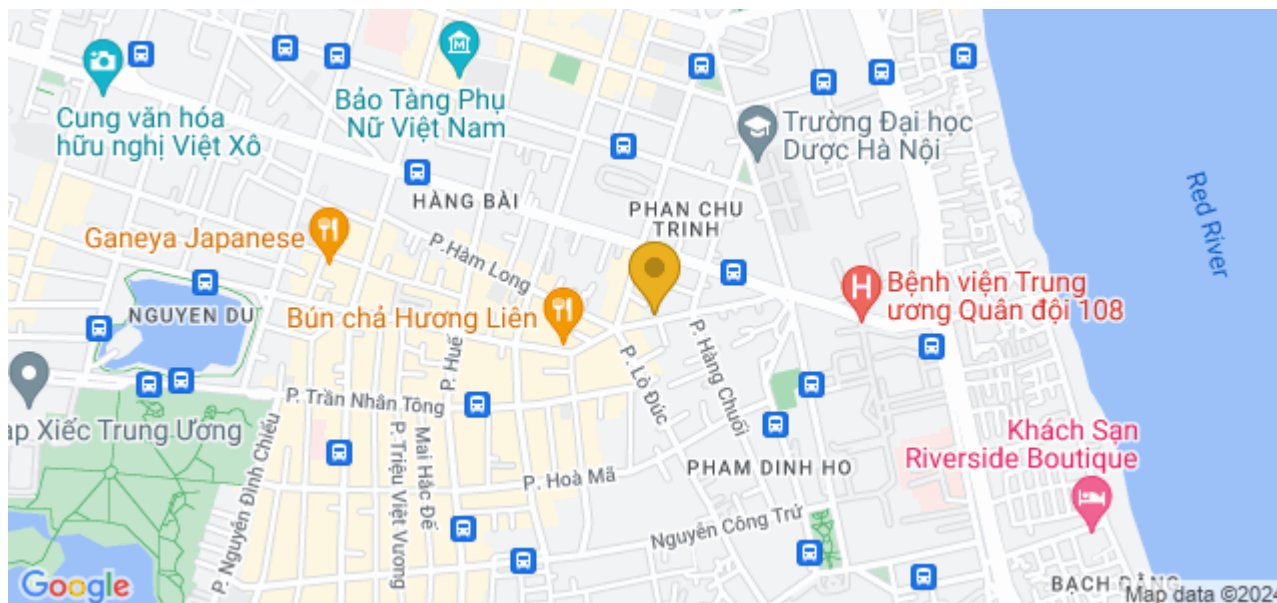 Cung văn hóa
hữu nghị Việt Xô
Bảo Tàng Phụ
Nữ Việt Nam
Trường Đại học
Dược Hà Nội
HÀNG BÀI
PHAN CHU
TRINH
Red River
Ganeya Japanese
P.Hàm Long
NGUYEN DU
Bún chả Hương Liên
Bệnh viện Trung
ương Quân đội 108
P. Huế
P. Lò Đúc
P. Hàng Chuối
P. Trần Nhân Tông
ạp Xiếc Trung Ương
P. Nguyễn Đình Chiểu
P. Triệu Việt Vương
Mai Hắc Đế
P. Hoà Mã
PHAM DINH HO
Khách Sạn
Riverside Boutique
Nguyễn Công Trứ
BẠCH ĐẰNG
Google
Map data ©2024